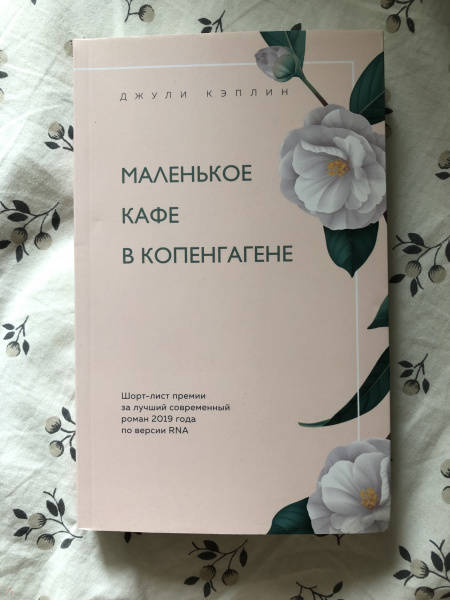 ДЖУЛИ КЭПЛИН
МАЛЕНЬКОЕ
КАФЕ
В КОПЕНГАГЕНЕ
Шорт-лист премии
за лучший современный
роман 2019 года
по версии RNA